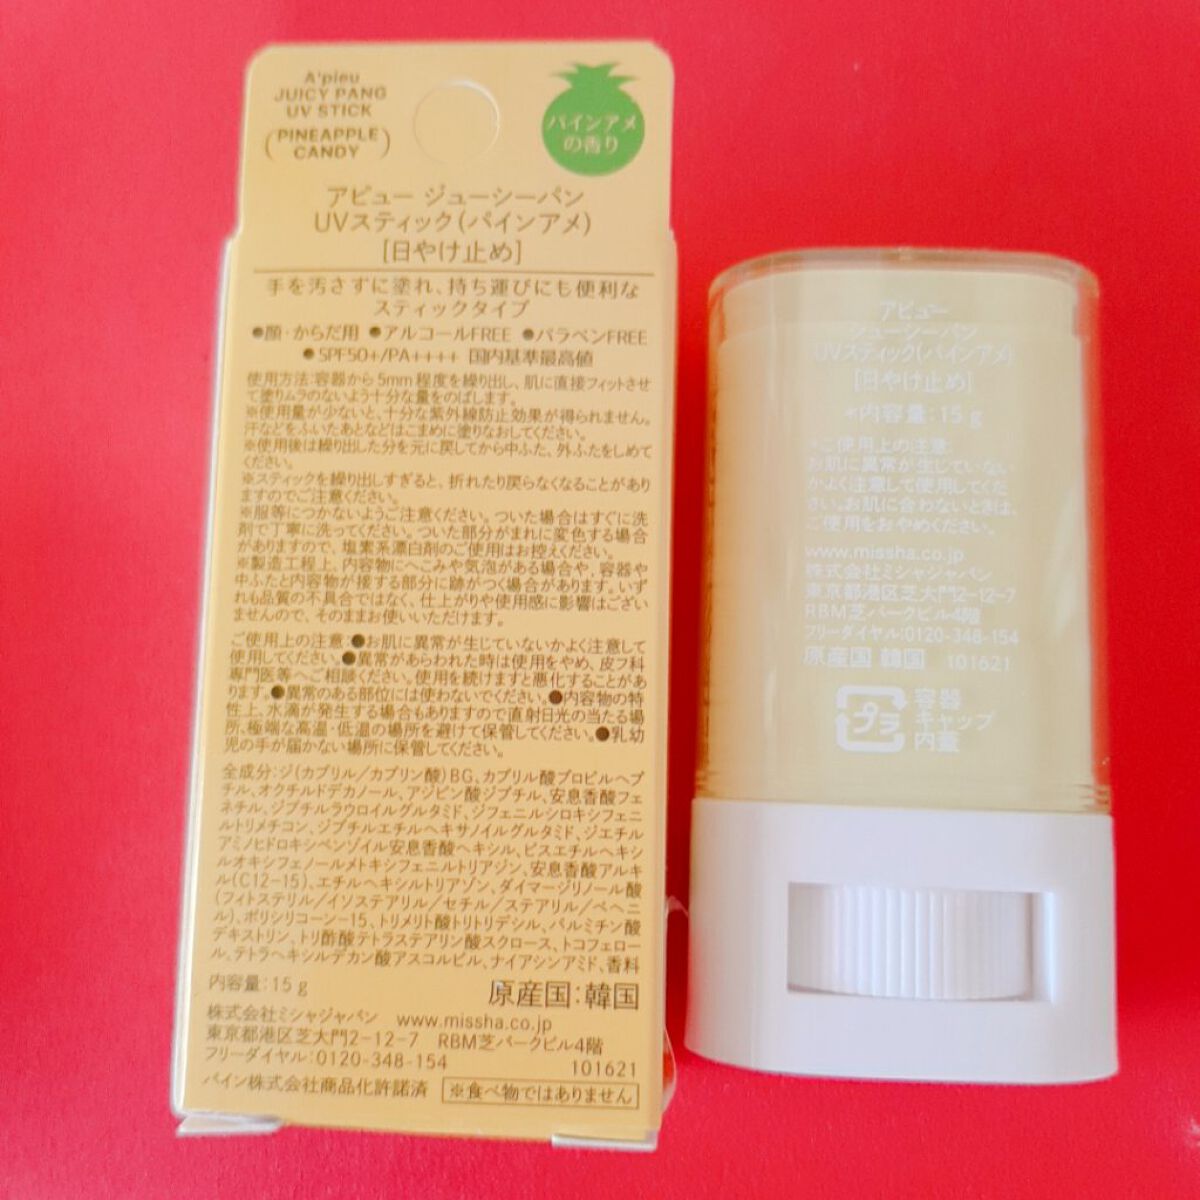 A'pieu
JUICY PANG
UV STICK
(PINEAPPLE
CANDY)
パインアメ
の香り
アピュー ジューシーパン
UVスティック(パインアメ)
[日やけ止め]
手を汚さずに塗れ、持ち運びにも便利な
スティックタイプ
●顔・からだ用 ●アルコールFREE ●パラベンFREE
●SPF50+/PA++++ 国内基準最高値
使用方法:容器から5mm程度を繰り出し、肌に直接フィットさせ
て塗りムラのないよう十分な量をのばします。
※使用量が少ないと、十分な紫外線防止効果が得られません。
汗などをふいたあとなどはこまめに塗りなおしてください。
※使用後は繰り出した分を元に戻してから中ふた、外ふたをしめて
ください。
※スティックを繰り出しすぎると、折れたり戻らなくなることがあり
ますのでご注意ください。
※服等につかないようご注意ください。ついた場合はすぐに洗
剤で丁寧に洗ってください。ついた部分がまれに変色する場合
がありますので、塩素系漂白剤のご使用はお控えください。
※製造工程上、内容物にへこみや気泡がある場合や、容器や
中ふたと内容物が接する部分に跡がつく場合があります。いず
れも品質の不具合ではなく、仕上がりや使用感に影響はござい
ませんので、そのままお使いいただけます。
ご使用上の注意:●お肌に異常が生じていないかよく注意して
使用してください。●異常があらわれた時は使用をやめ、皮フ科
専門医等へご相談ください。使用を続けますと悪化することがあ
ります。●異常のある部位には使わないでください。●内容物の特
性上、水滴が発生する場合もありますので直射日光の当たる場
所、極端な高温・低温の場所を避けて保管してください。●乳幼
児の手が届かない場所に保管してください。
全成分:ジ(カプリル/カプリン酸)BG、カプリル酸プロピルヘプ
チル、オクチルドデカノール、アジピン酸ジブチル、安息香酸フェ
ネチル、ジブチルラウロイルグルタミド、ジフェニルシロキシフェニ
ルトリメチコン、ジブチルエチルヘキサノイルグルタミド、ジエチル
アミノヒドロキシベンゾイル安息香酸ヘキシル、ビスエチルヘキシ
ルオキシフェノールメトキシフェニルトリアジン、安息香酸アルキ
ル(C12-15)、エチルヘキシルトリアゾン、ダイマージリノール酸
(フィトステリル/イソステアリル/セチル/ステアリル/ベヘニ
ル)、ポリシリコーン-15、トリメリト酸トリトリデシル、パルミチン酸
デキストリン、トリ酢酸テトラステアリン酸スクロース、トコフェロー
ル、テトラヘキシルデカン酸アスコルビル、ナイアシンアミド、香料
内容量:15g
原産国:韓国
株式会社ミシャジャパン www.missha.co.jp
東京都港区芝大門2-12-7 RBM芝パークビル4階
フリーダイヤル:0120-348-154
101621
パイン株式会社商品化許諾済
※食べ物ではありません
アピュー
ジューシーパン
UVスティック(パインアメ)
[日やけ止め]
*内容量:15g
*ご使用上の注意:
お肌に異常が生じていない
かよく注意して使用してくだ
さい。お肌に合わないときは、
ご使用をおやめください。
www.missha.co.jp
株式会社ミシャジャパン
東京都港区芝大門2-12-7
RBM芝パークビル4階
フリーダイヤル:0120-348-154
原産国 韓国 101621
プラ
容器
キャップ
内蓋